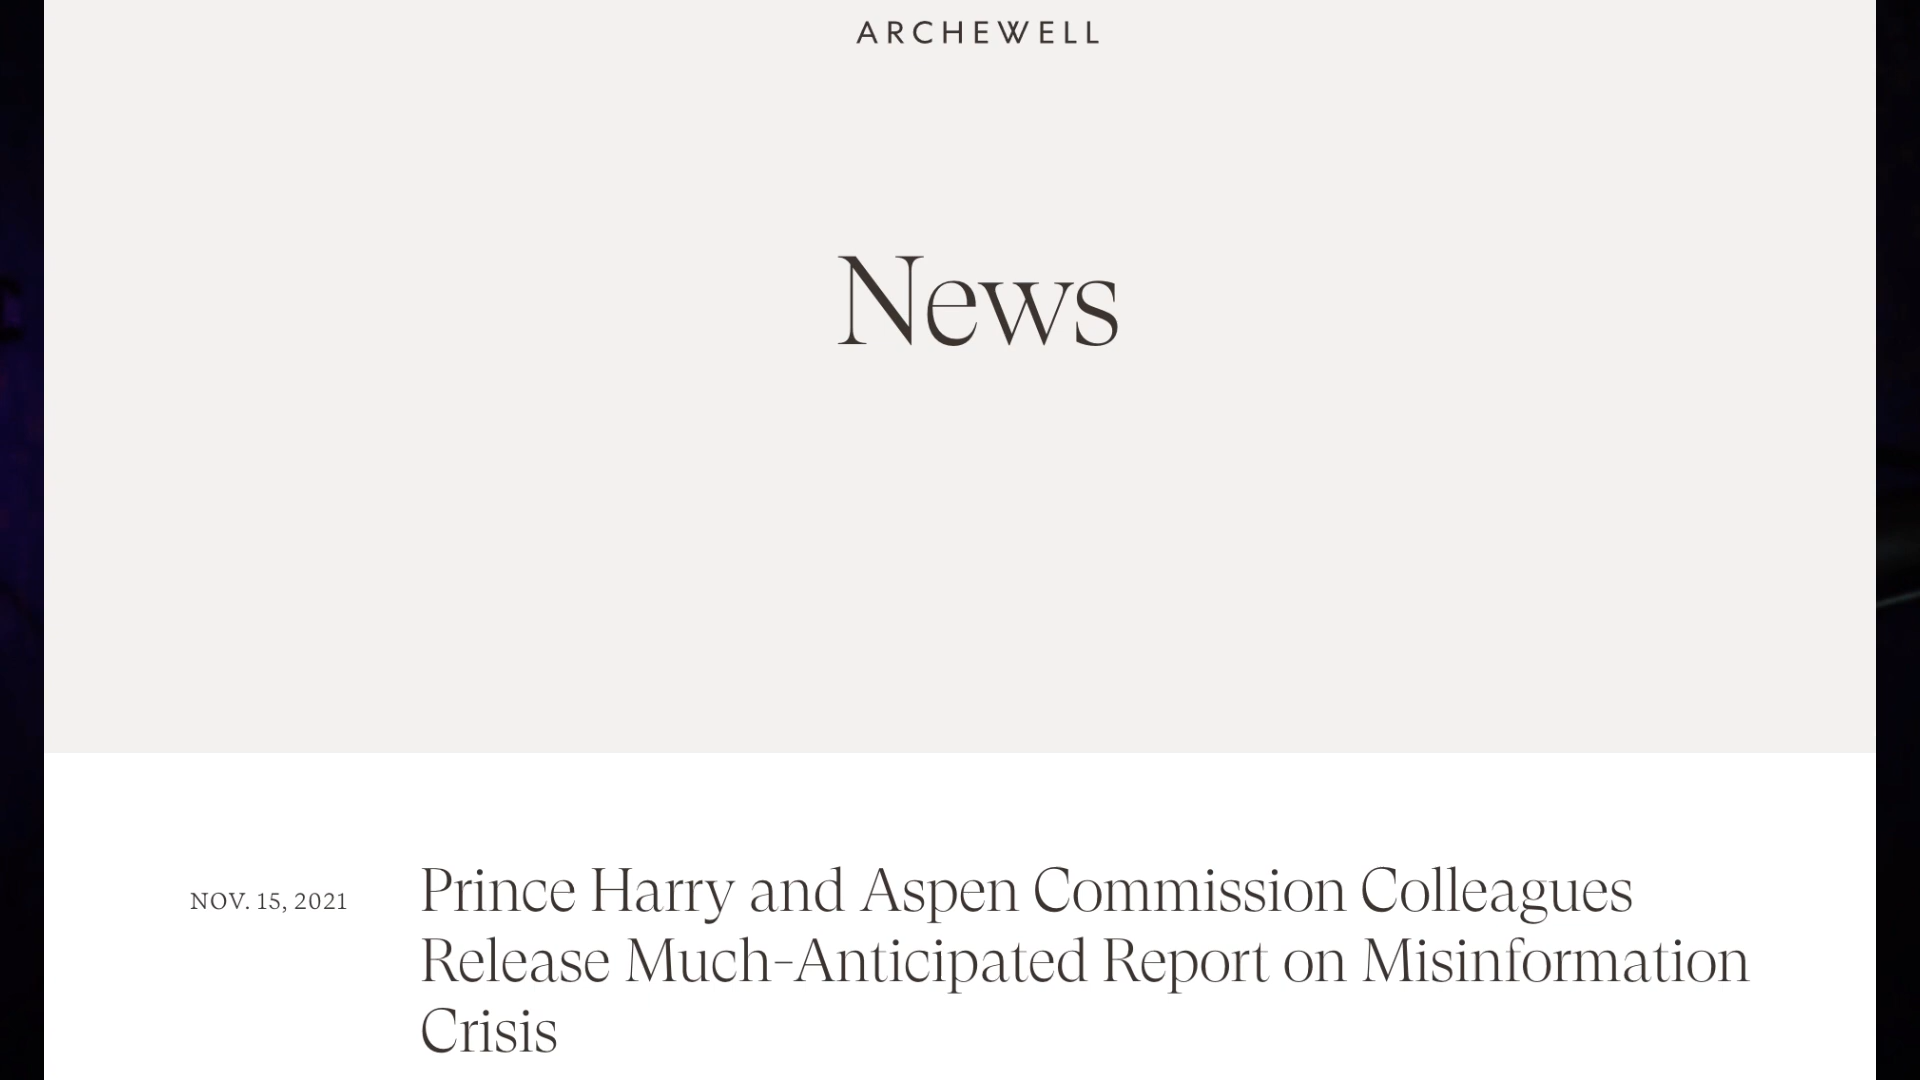 ARCHEWELL
News
NOV. 15, 2021
Prince Harry and Aspen Commission Colleagues
Release Much-Anticipated Report on Misinformation
Crisis